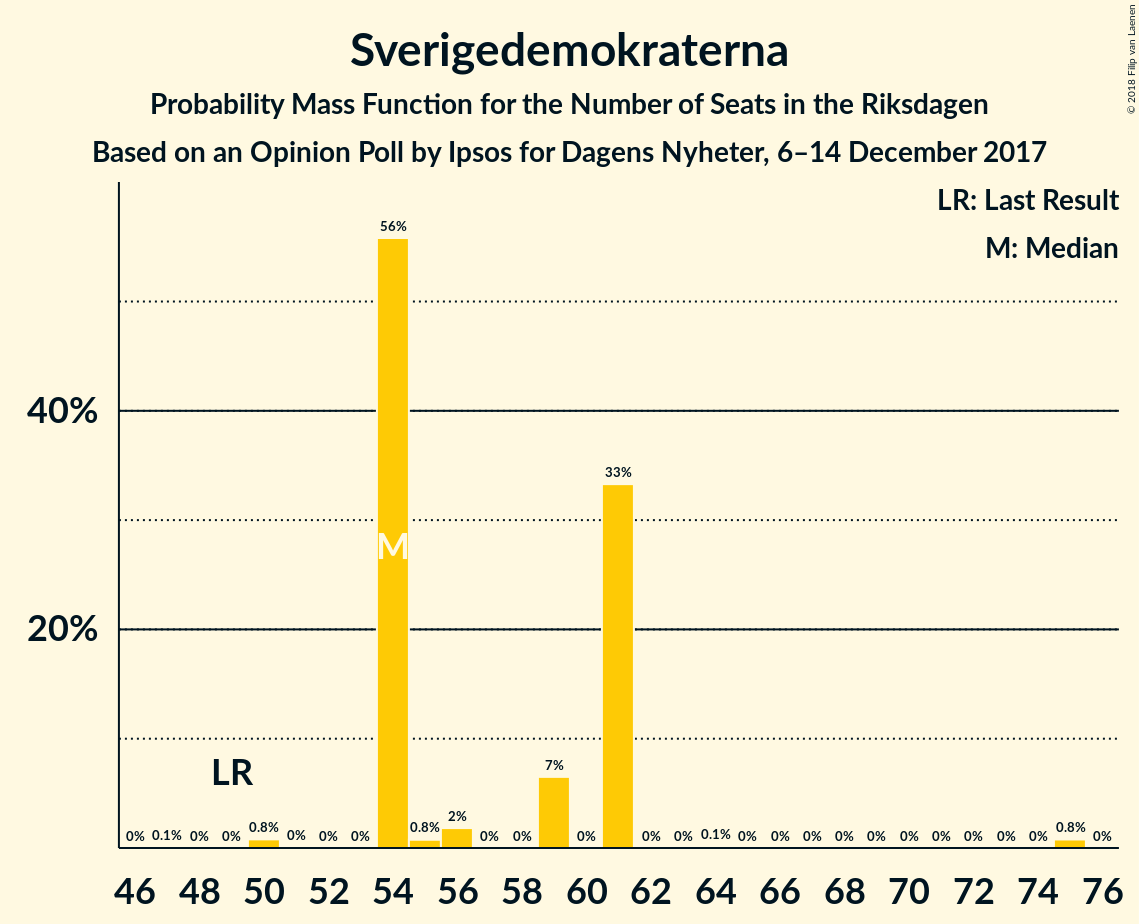 Sverigedemokraterna
Probability Mass Function for the Number of Seats in the Riksdagen
Based on an Opinion Poll by Ipsos for Dagens Nyheter, 6–14 December 2017
© 2018 Filip van Laenen
LR: Last Result
M: Median
56%
40%
33%
M
20%
LR
7%
0% 0.1% 0% 0% 0.8% 0% 0% 0% 0.8% 2% 0% 0% 0% 0% 0% 0.1% 0% 0% 0% 0% 0% 0% 0% 0% 0% 0% 0.8% 0%
46 48 50 52 54 56 58 60 62 64 66 68 70 72 74 76